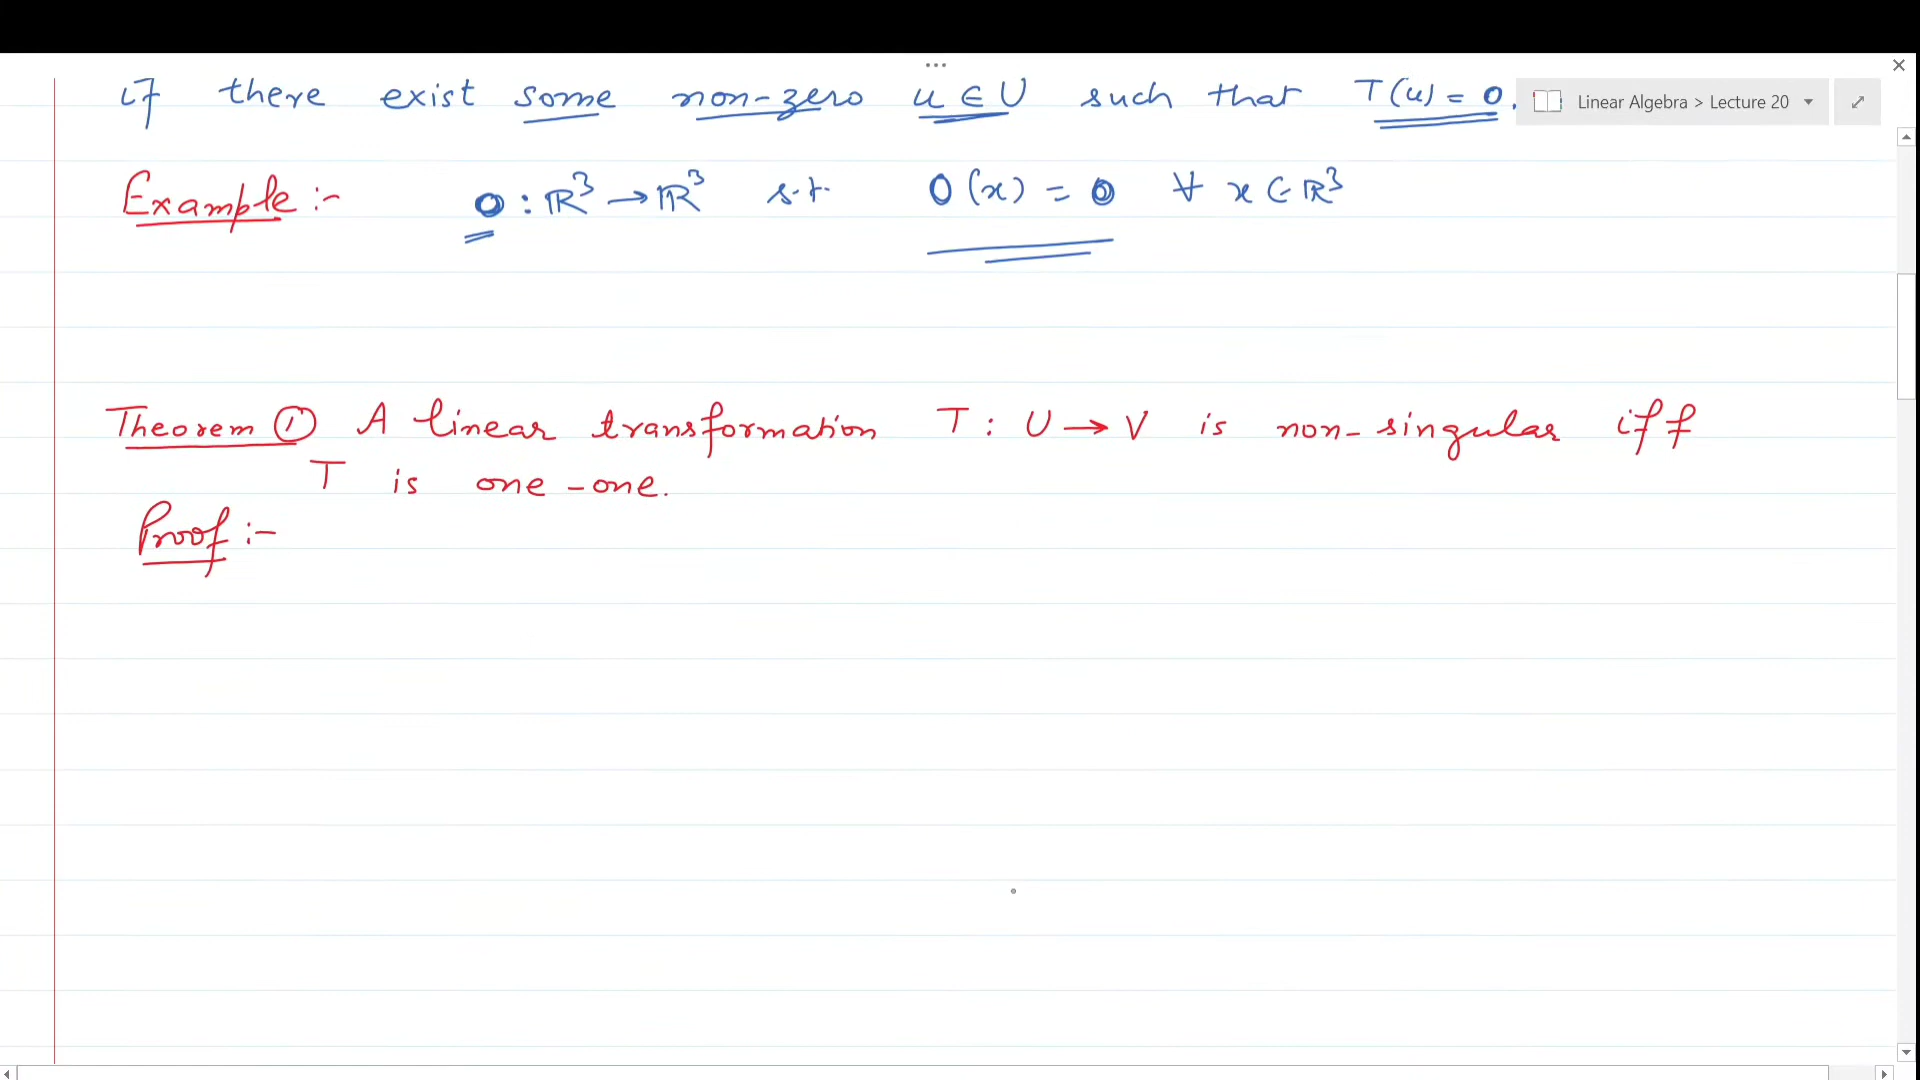 if there exist some non-zero u ∈ U such that T(u) = 0.
Linear Algebra > Lecture 20
Example :- 0 : ℝ³ → ℝ³ s.t. 0(x) = 0 ∀ x ∈ ℝ³
Theorem ① A linear transformation T : U → V is non-singular iff
T is one-one.
Proof :-